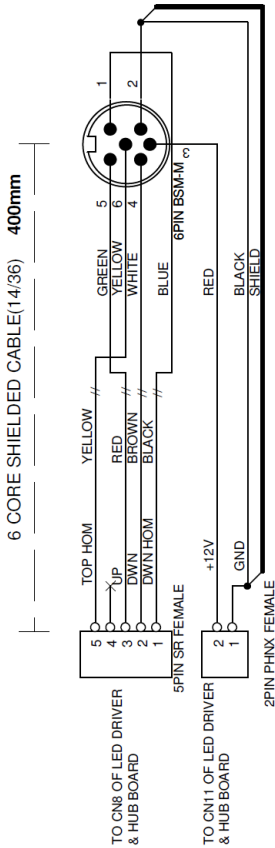 6 CORE SHIELDED CABLE(14/36) 400mm
1
2
3
5
6
4
6PIN BSM-M
GREEN
YELLOW
WHITE
BLUE
RED
BLACK
SHIELD
YELLOW
RED
BROWN
BLACK
TOP HOM
UP
DWN
DWN HOM
+12V
GND
5
4
3
2
1
5PIN SR FEMALE
2
1
2PIN PHNX FEMALE
TO CN8 OF LED DRIVER
& HUB BOARD
TO CN11 OF LED DRIVER
& HUB BOARD